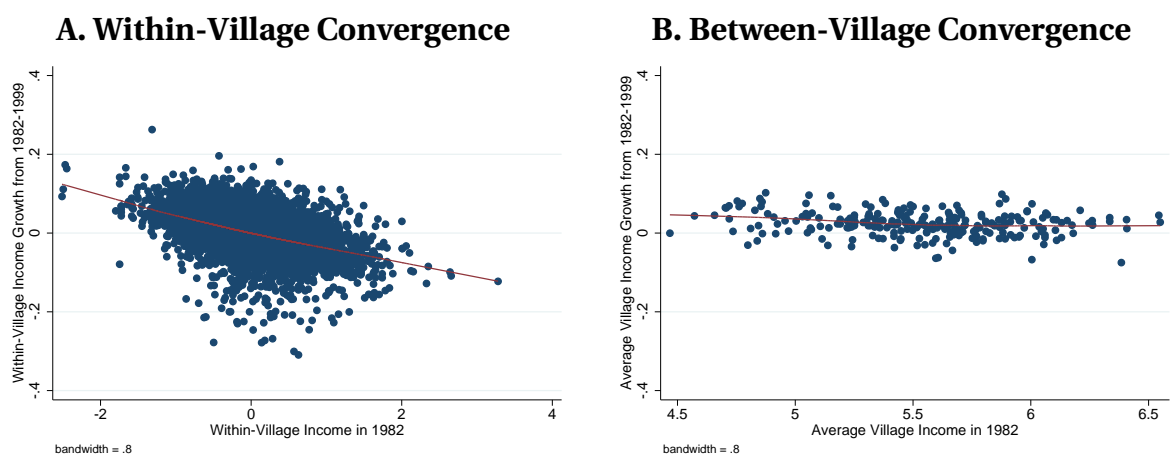 A. Within-Village Convergence
Within-Village Income Growth from 1982-1999
.4
.2
0
-.2
-.4
-2
0
2
4
Within-Village Income in 1982
bandwidth = .8
B. Between-Village Convergence
Average Village Income Growth from 1982-1999
.4
.2
0
-.2
-.4
4.5
5
5.5
6
6.5
Average Village Income in 1982
bandwidth = .8